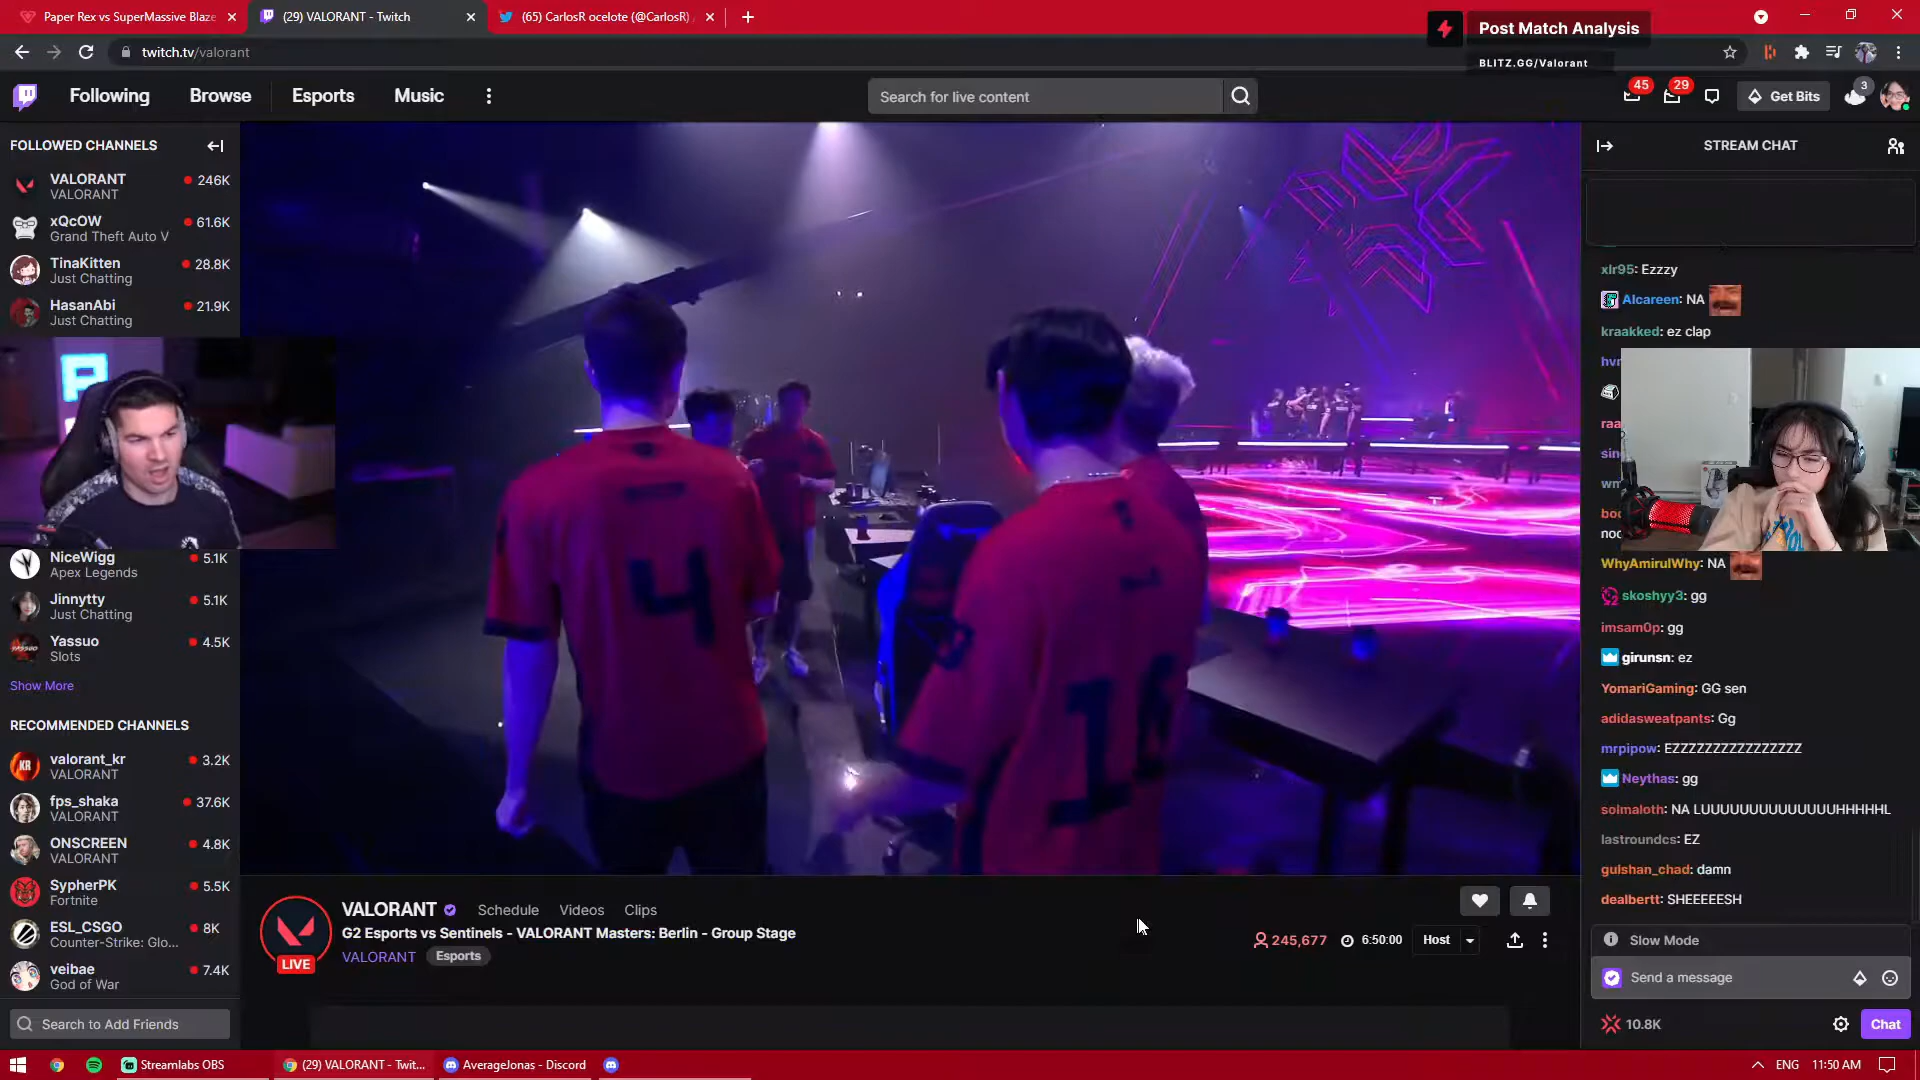 Paper Rex vs SuperMassive Blaze
(29) VALORANT - Twitch
(65) CarlosR ocelote (@CarlosR)
Post Match Analysis
BLITZ.GG/Valorant
twitch.tv/valorant
Following
Browse
Esports
Music
Search for live content
45
29
Get Bits
3
FOLLOWED CHANNELS
VALORANT
246K
VALORANT
xQcOW
61.6K
Grand Theft Auto V
TinaKitten
28.8K
Just Chatting
HasanAbi
21.9K
Just Chatting
NiceWigg
5.1K
Apex Legends
Jinnytty
5.1K
Just Chatting
Yassuo
4.5K
Slots
Show More
RECOMMENDED CHANNELS
valorant_kr
3.2K
VALORANT
fps_shaka
37.6K
VALORANT
ONSCREEN
4.8K
VALORANT
SypherPK
5.5K
Fortnite
ESL_CSGO
8K
Counter-Strike: Glo...
veibae
7.4K
God of War
Search to Add Friends
4
16
LIVE
VALORANT
Schedule
Videos
Clips
G2 Esports vs Sentinels - VALORANT Masters: Berlin - Group Stage
VALORANT
Esports
245,677
6:50:00
Host
STREAM CHAT
xlr95: Ezzzy
Alcareen: NA
kraakked: ez clap
WhyAmirulWhy: NA
skoshyy3: gg
imsam0p: gg
girunsn: ez
YomariGaming: GG sen
adidasweatpants: Gg
mrpipow: EZZZZZZZZZZZZZZZZ
Neythas: gg
solmaloth: NA LUUUUUUUUUUUUUUHHHHL
lastroundcs: EZ
gulshan_chad: damn
dealbertt: SHEEEEESH
Slow Mode
Send a message
10.8K
Chat
Streamlabs OBS
(29) VALORANT - Twit...
AverageJonas - Discord
ENG
11:50 AM